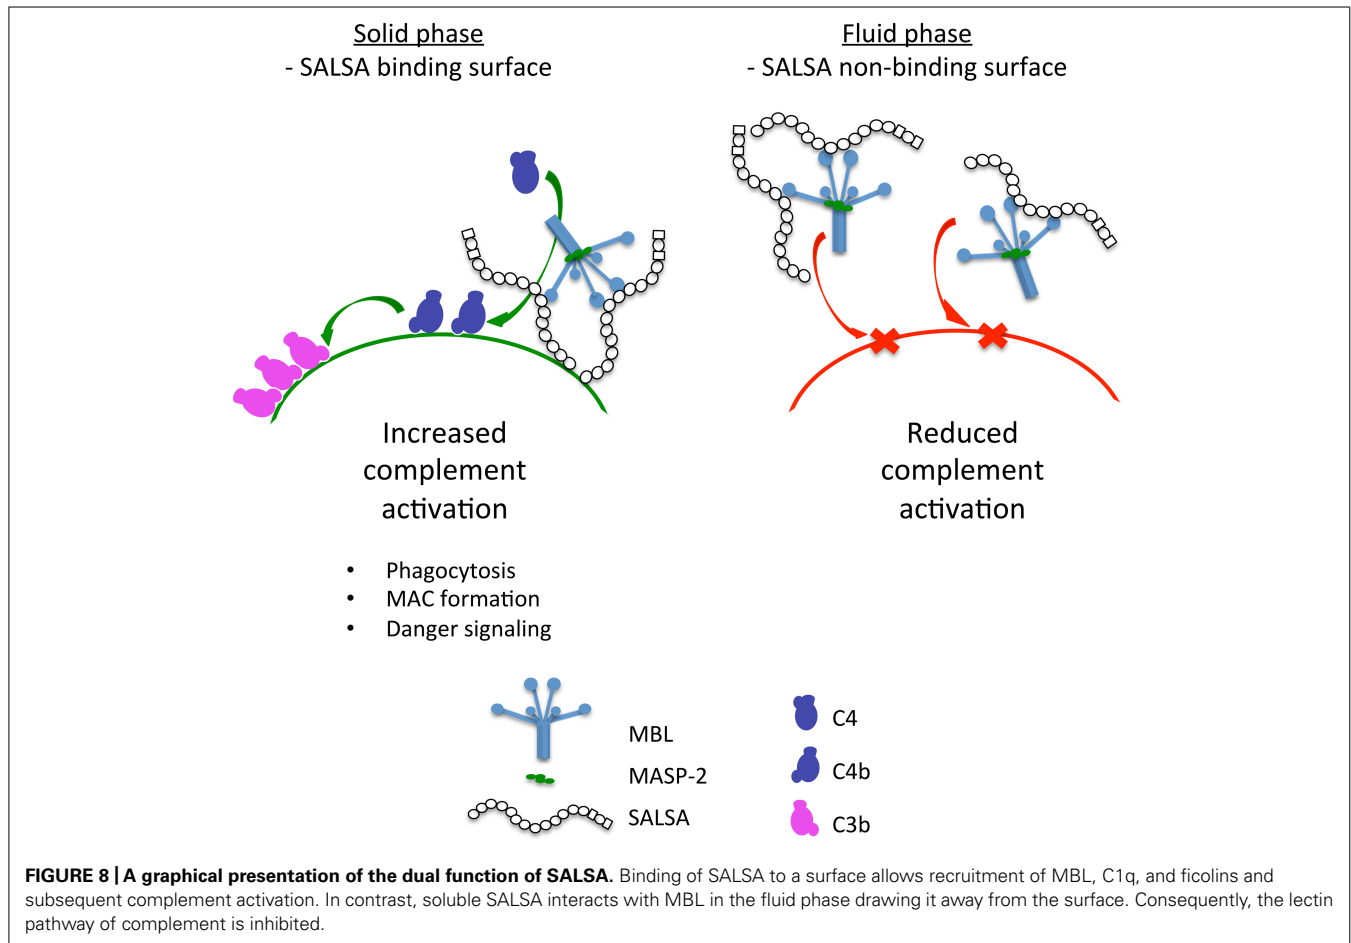 Solid phase
- SALSA binding surface
Fluid phase
- SALSA non-binding surface
Increased
complement
activation
Reduced
complement
activation
• Phagocytosis
• MAC formation
• Danger signaling
MBL
MASP-2
SALSA
C4
C4b
C3b
FIGURE 8 | A graphical presentation of the dual function of SALSA. Binding of SALSA to a surface allows recruitment of MBL, C1q, and ficolins and
subsequent complement activation. In contrast, soluble SALSA interacts with MBL in the fluid phase drawing it away from the surface. Consequently, the lectin
pathway of complement is inhibited.